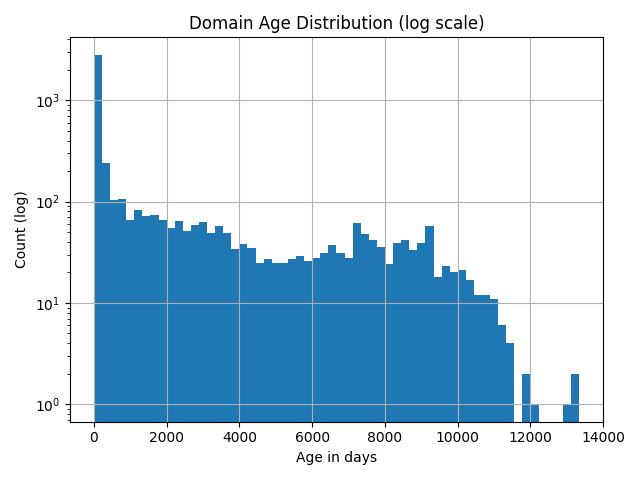 Domain Age Distribution (log scale)
Count (log)
10³
10²
10¹
10⁰
0 2000 4000 6000 8000 10000 12000 14000
Age in days